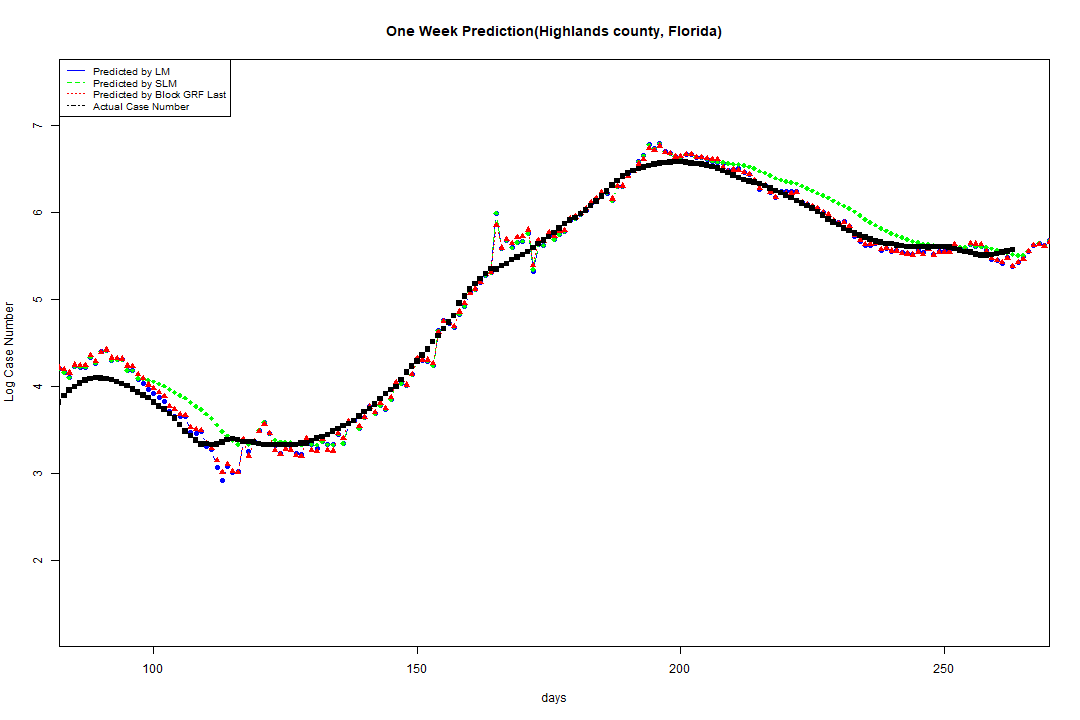 One Week Prediction(Highlands county, Florida)
Predicted by LM
Predicted by SLM
Predicted by Block GRF Last
Actual Case Number
Log Case Number
7
6
5
4
3
2
100
150
200
250
days